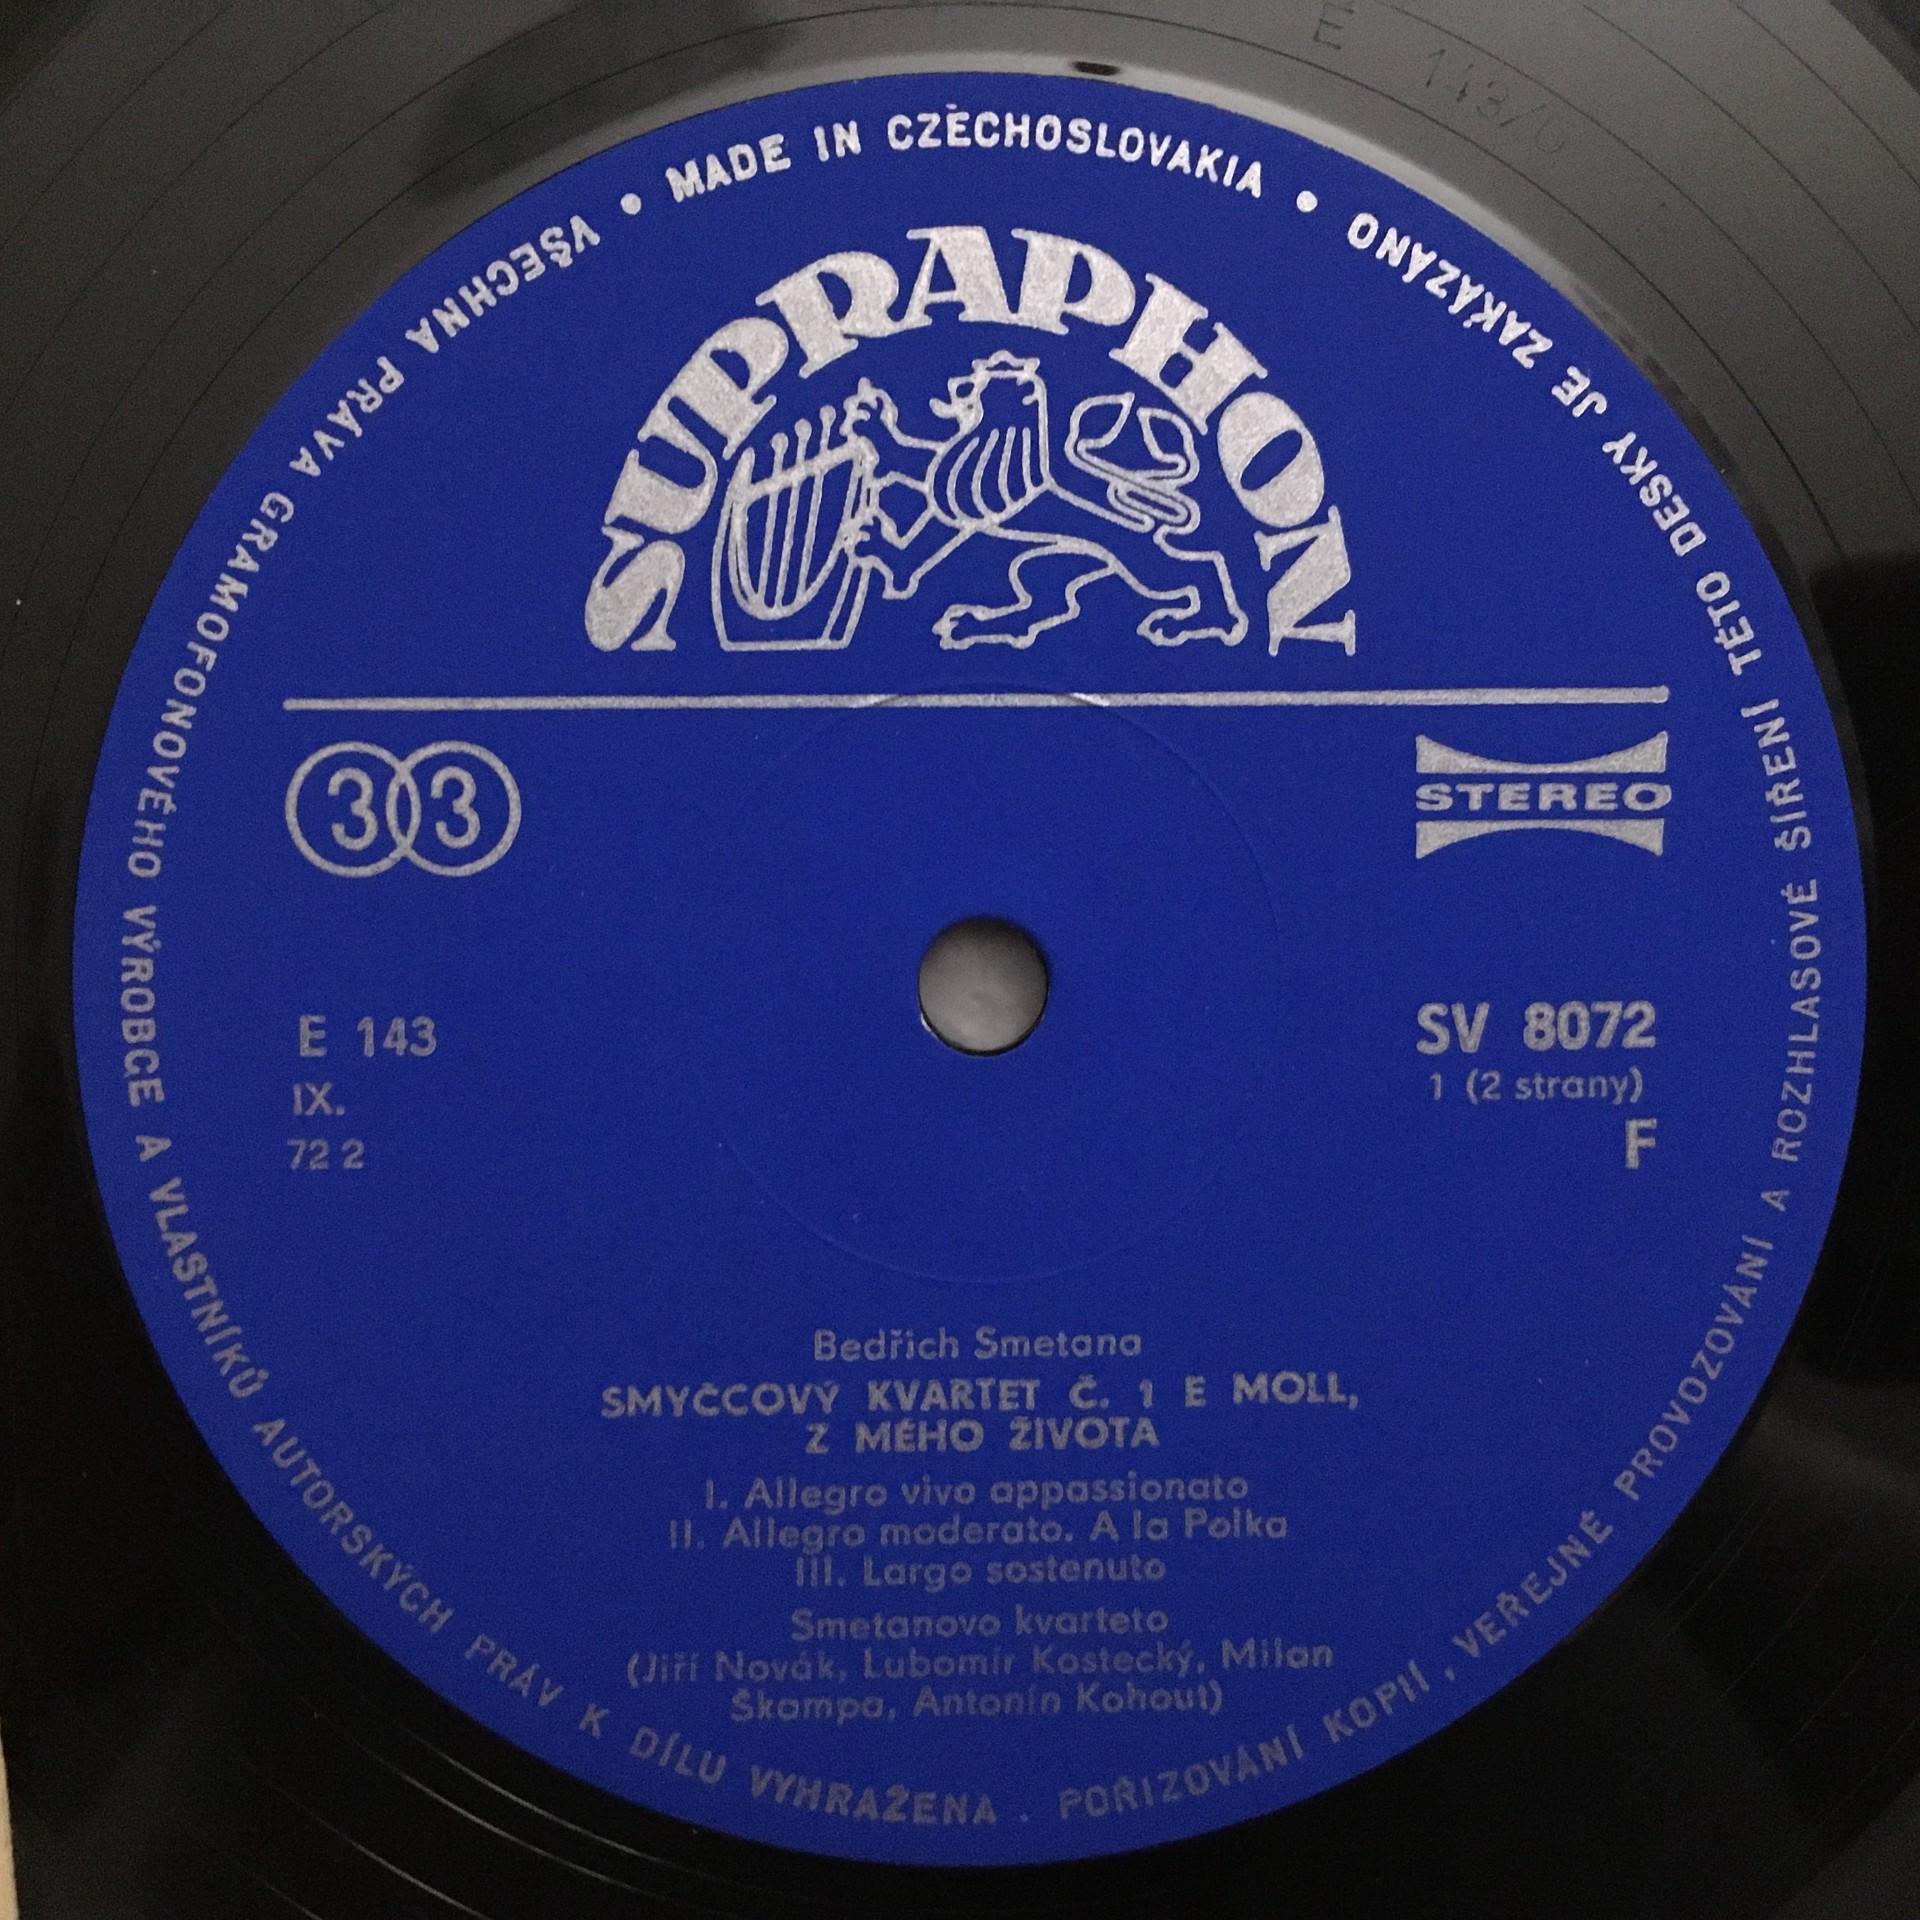 E 143/
MADE IN CZECHOSLOVAKIA
VŠECHNA PRÁVA GRAMOFONOVÉHO VÝROBCE A VLASTNÍKŮ AUTORSKÝCH PRÁV K DÍLU VYHRAŽENA . POŘIZOVÁNÍ KOPIÍ , VEŘEJNÉ PROVOZOVÁNÍ A ROZHLASOVÉ ŠÍŘENÍ TÉTO DESKY JE ZAKÁZÁNO
SUPRAPHON
33
STEREO
E 143
IX.
72 2
SV 8072
1 (2 strany)
F
Bedřich Smetana
SMYČCOVÝ KVARTET Č. 1 E MOLL,
Z MÉHO ŽIVOTA
I. Allegro vivo appassionato
II. Allegro moderato. A la Polka
III. Largo sostenuto
Smetanovo kvarteto
(Jiří Novák, Lubomír Kostecký, Milan
Škampa, Antonín Kohout)